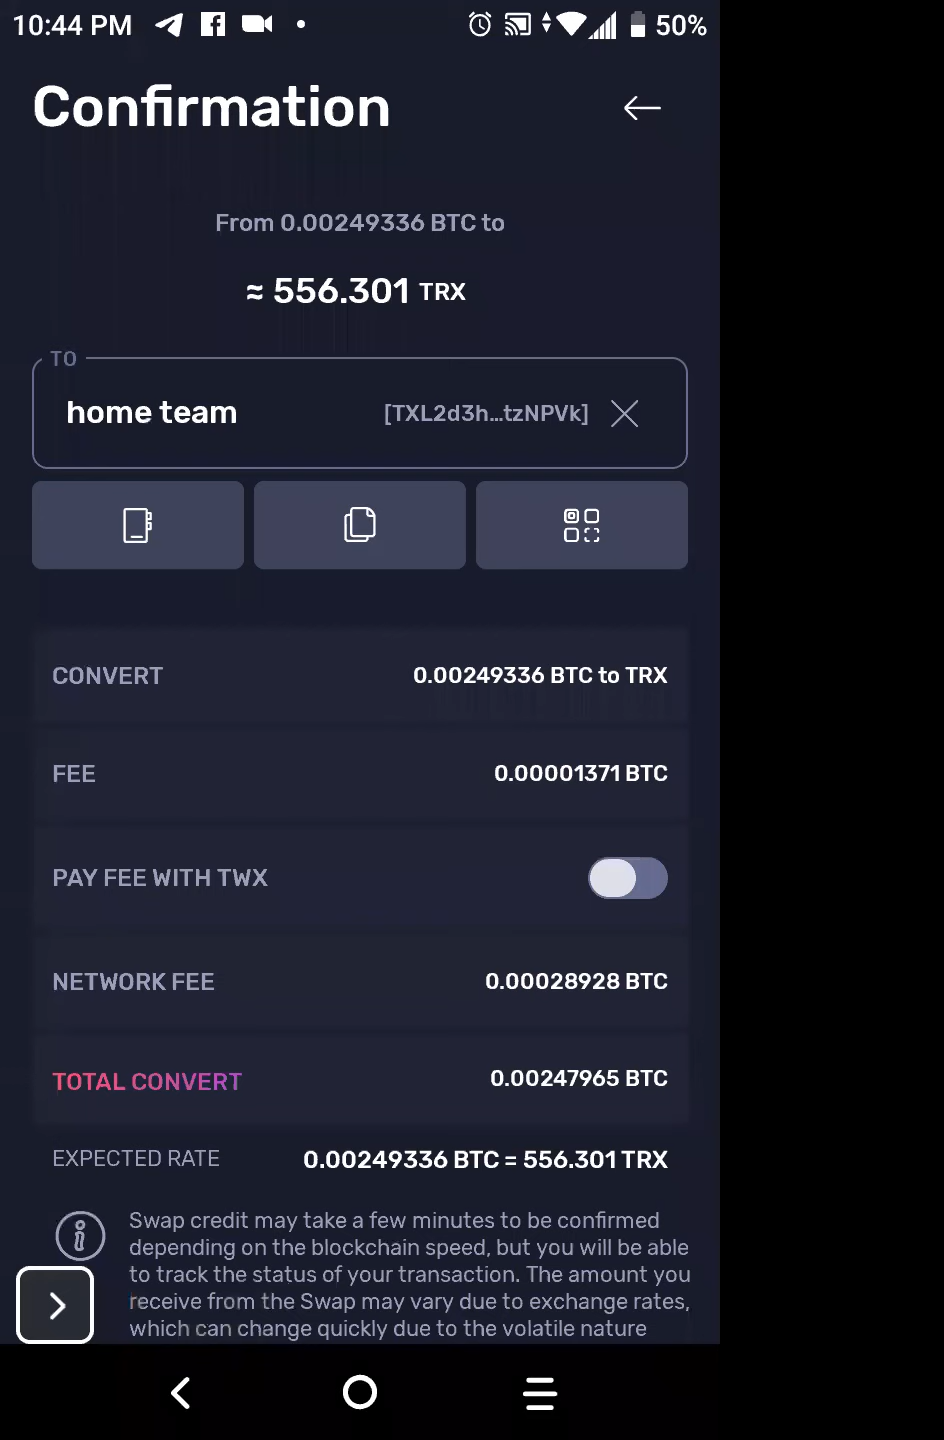 10:44 PM 50%
Confirmation
From 0.00249336 BTC to
≈ 556.301 TRX
TO
home team [TXL2d3h...tzNPVk]
CONVERT 0.00249336 BTC to TRX
FEE 0.00001371 BTC
PAY FEE WITH TWX
NETWORK FEE 0.00028928 BTC
TOTAL CONVERT 0.00247965 BTC
EXPECTED RATE 0.00249336 BTC = 556.301 TRX
Swap credit may take a few minutes to be confirmed
depending on the blockchain speed, but you will be able
to track the status of your transaction. The amount you
receive from the Swap may vary due to exchange rates,
which can change quickly due to the volatile nature